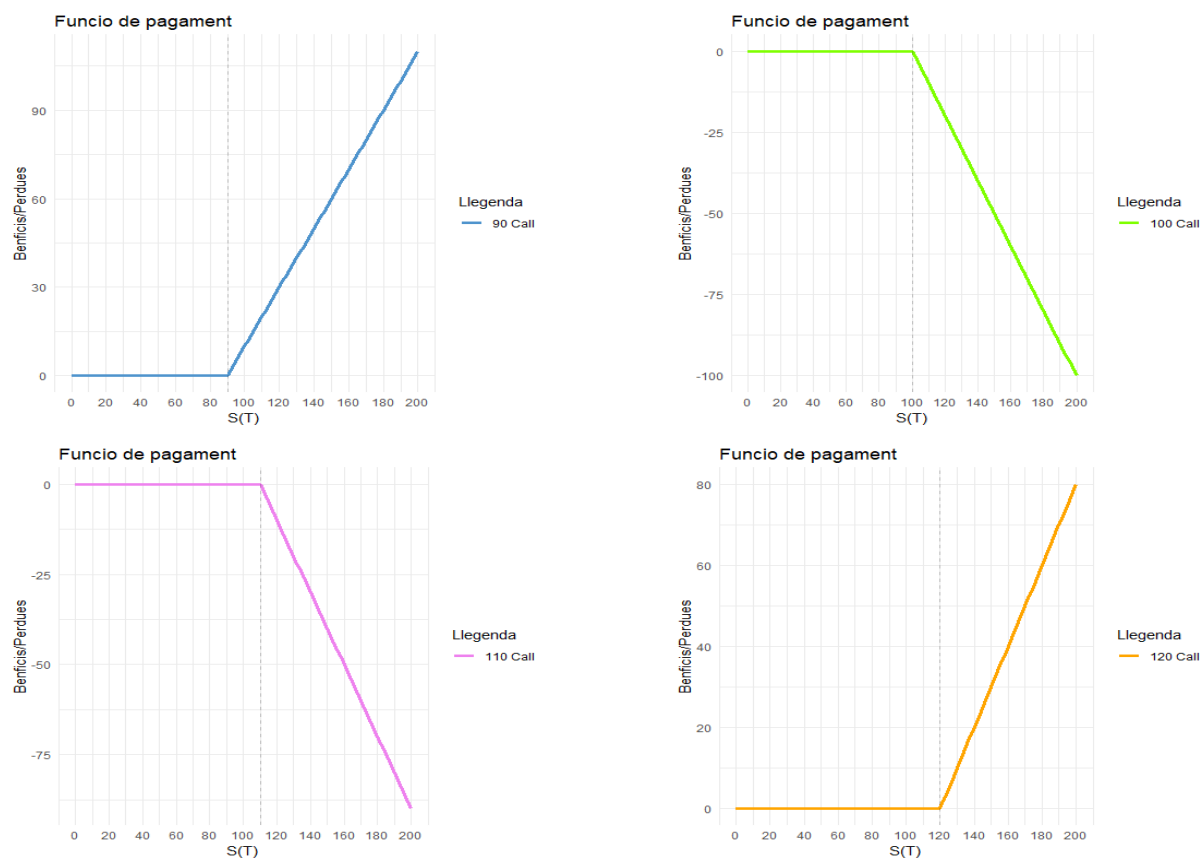 Funcio de pagament
90
60
30
0
Benficis/Perdues
0 20 40 60 80 100 120 140 160 180 200
S(T)
Llegenda
90 Call
Funcio de pagament
0
-25
-50
-75
-100
Benficis/Perdues
0 20 40 60 80 100 120 140 160 180 200
S(T)
Llegenda
100 Call
Funcio de pagament
0
-25
-50
-75
Benficis/Perdues
0 20 40 60 80 100 120 140 160 180 200
S(T)
Llegenda
110 Call
Funcio de pagament
80
60
40
20
0
Benficis/Perdues
0 20 40 60 80 100 120 140 160 180 200
S(T)
Llegenda
120 Call